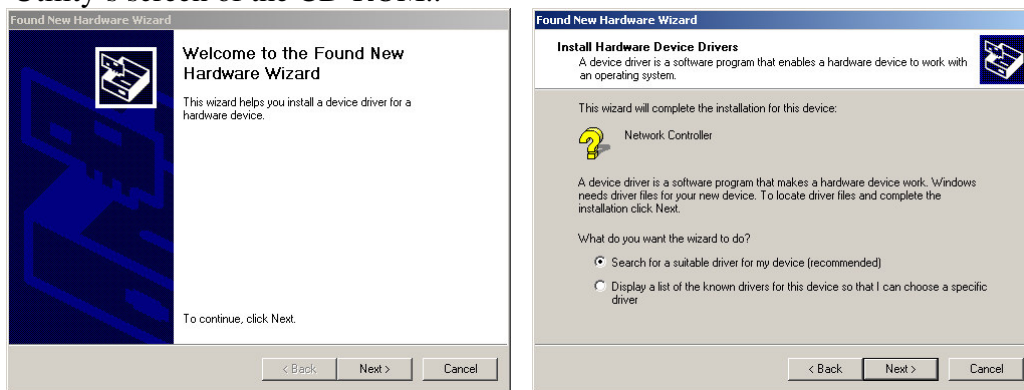 Utility's screen of the CD-ROM..
Found New Hardware Wizard
Welcome to the Found New
Hardware Wizard
This wizard helps you install a device driver for a
hardware device.
To continue, click Next.
< Back
Next >
Cancel
Found New Hardware Wizard
Install Hardware Device Drivers
A device driver is a software program that enables a hardware device to work with
an operating system.
This wizard will complete the installation for this device:
Network Controller
A device driver is a software program that makes a hardware device work. Windows
needs driver files for your new device. To locate driver files and complete the
installation click Next.
What do you want the wizard to do?
Search for a suitable driver for my device (recommended)
Display a list of the known drivers for this device so that I can choose a specific
driver
< Back
Next >
Cancel